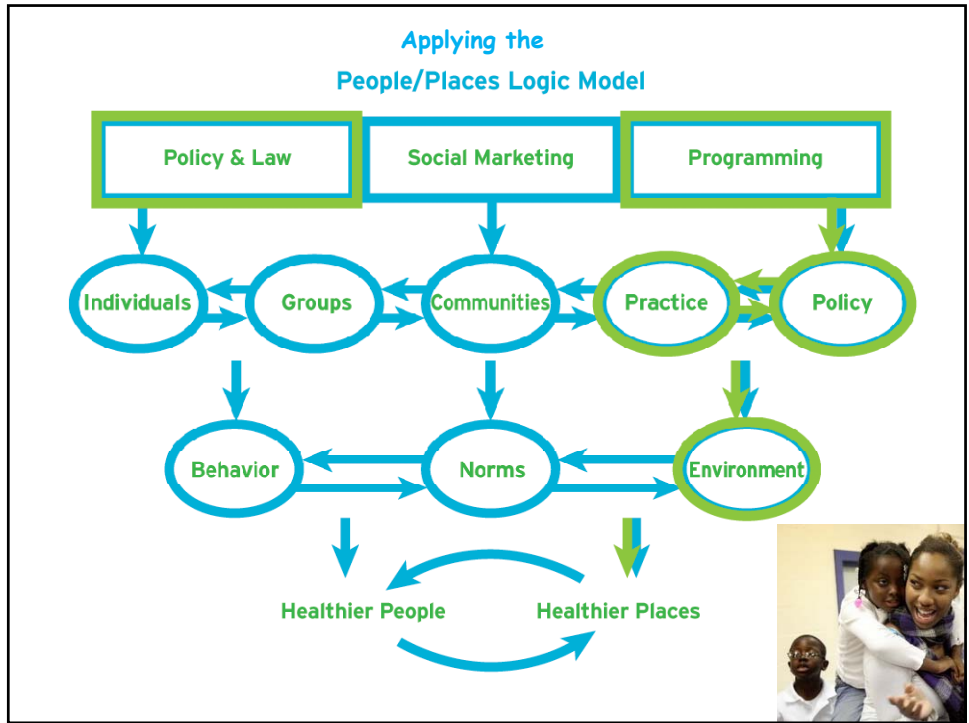 Applying the
People/Places Logic Model
Policy & Law
Social Marketing
Programming
Individuals
Groups
Communities
Practice
Policy
Behavior
Norms
Environment
Healthier People
Healthier Places